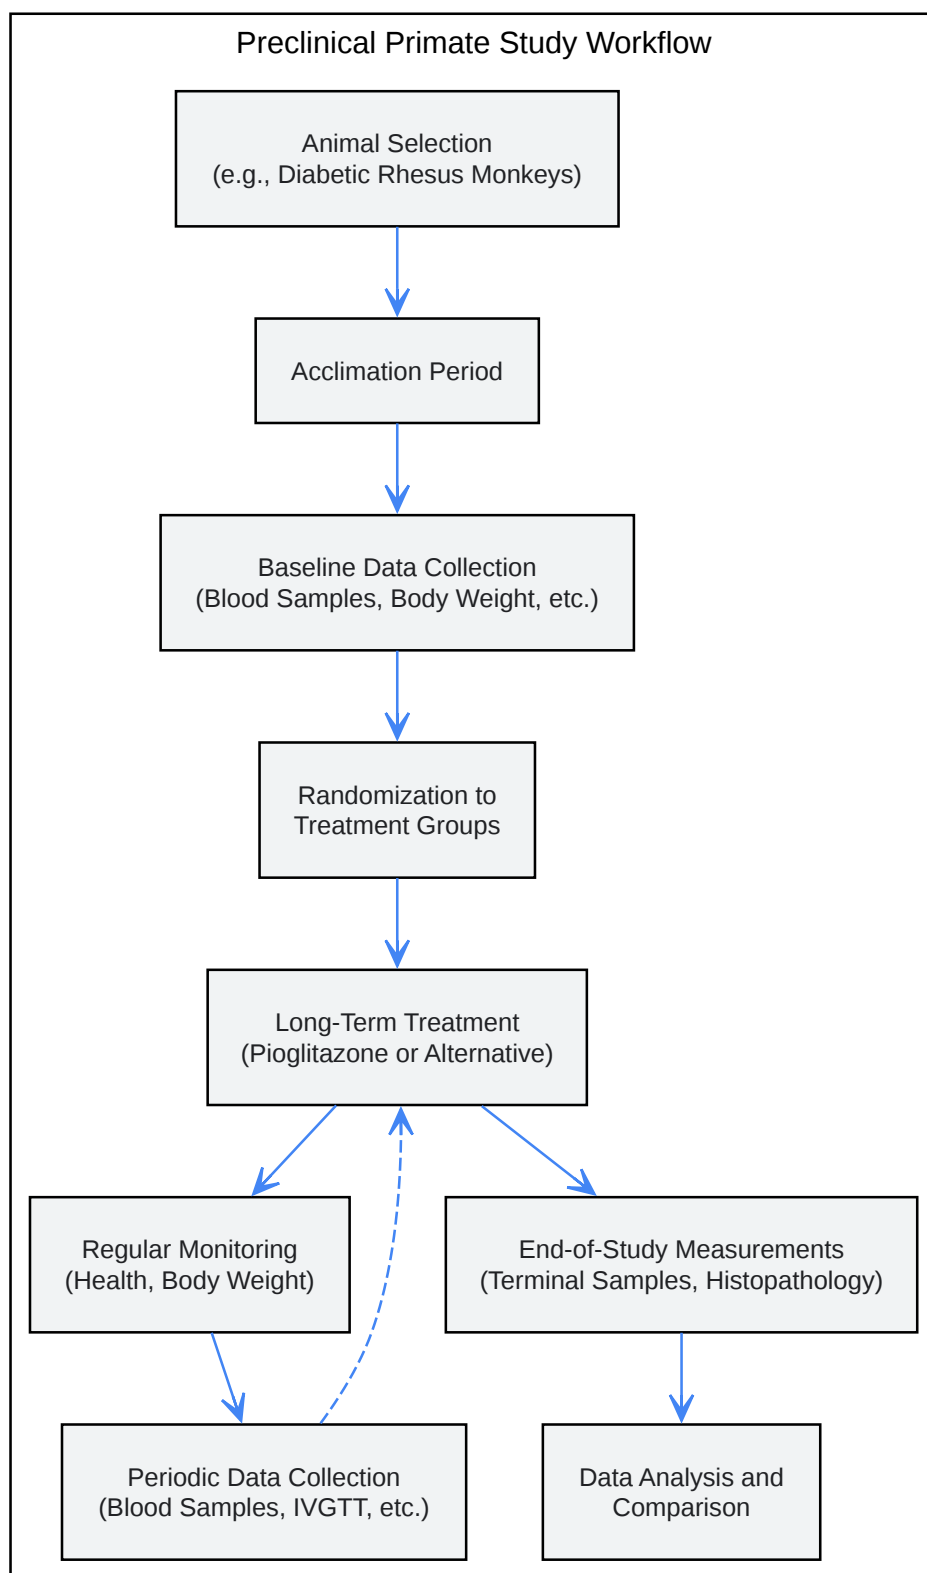 Preclinical Primate Study Workflow
Animal Selection
(e.g., Diabetic Rhesus Monkeys)
Acclimation Period
Baseline Data Collection
(Blood Samples, Body Weight, etc.)
Randomization to
Treatment Groups
Long-Term Treatment
(Pioglitazone or Alternative)
Regular Monitoring
(Health, Body Weight)
End-of-Study Measurements
(Terminal Samples, Histopathology)
Periodic Data Collection
(Blood Samples, IVGTT, etc.)
Data Analysis and
Comparison